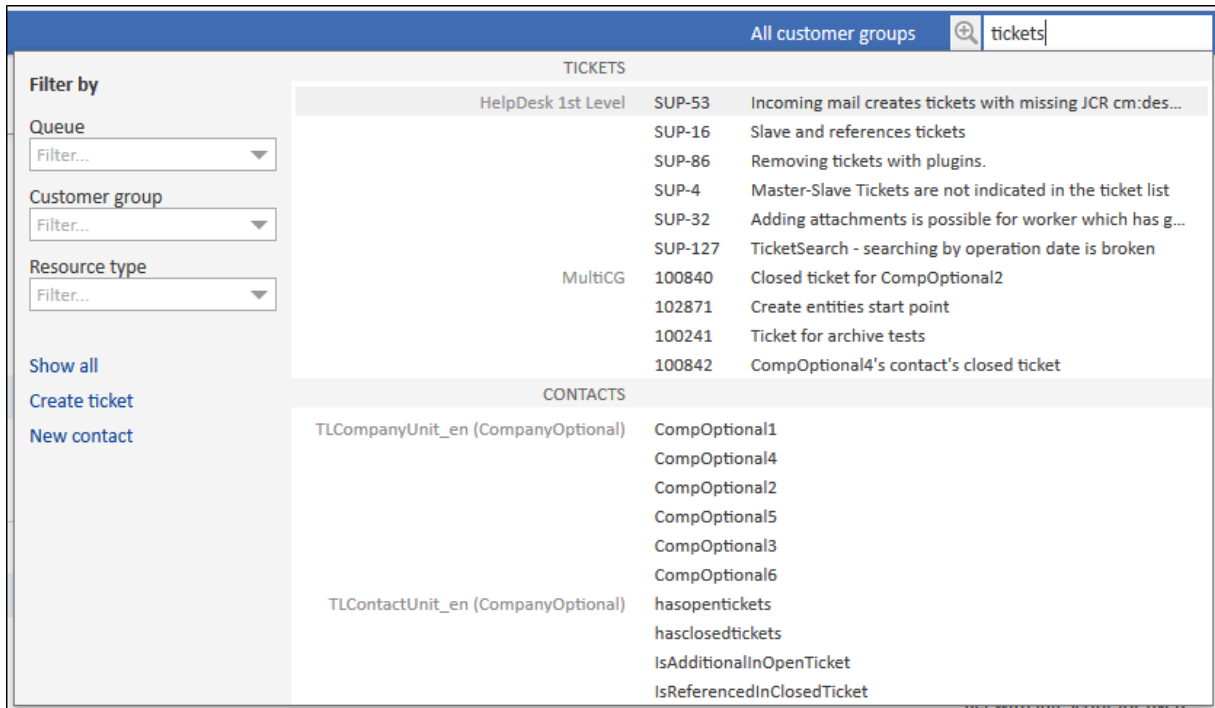 All customer groups tickets
Filter by
Queue
Filter...
Customer group
Filter...
Resource type
Filter...
Show all
Create ticket
New contact
TICKETS
HelpDesk 1st Level SUP-53 Incoming mail creates tickets with missing JCR cm:des...
SUP-16 Slave and references tickets
SUP-86 Removing tickets with plugins.
SUP-4 Master-Slave Tickets are not indicated in the ticket list
SUP-32 Adding attachments is possible for worker which has g...
SUP-127 TicketSearch - searching by operation date is broken
MultiCG 100840 Closed ticket for CompOptional2
102871 Create entities start point
100241 Ticket for archive tests
100842 CompOptional4's contact's closed ticket
CONTACTS
TLCompanyUnit_en (CompanyOptional) CompOptional1
CompOptional4
CompOptional2
CompOptional5
CompOptional3
CompOptional6
TLContactUnit_en (CompanyOptional) hasopentickets
hasclosedtickets
IsAdditionalInOpenTicket
IsReferencedInClosedTicket